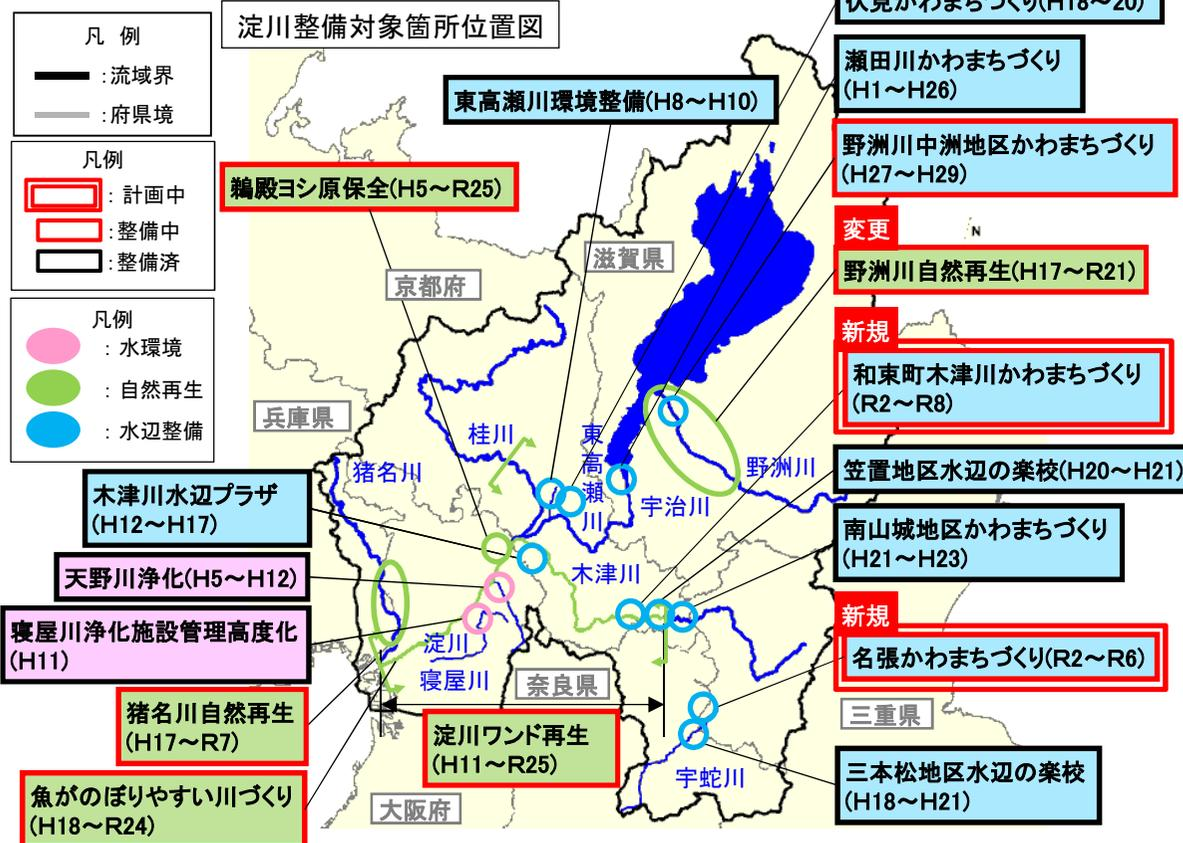 淀川整備対象箇所位置図
凡 例
：流域界
：府県境
凡例
：計画中
：整備中
：整備済
凡例
：水環境
：自然再生
：水辺整備
伏見かわまちづくり(H18～20)
瀬田川かわまちづくり
(H1～H26)
東高瀬川環境整備(H8～H10)
野洲川中洲地区かわまちづくり
(H27～H29)
鵜殿ヨシ原保全(H5～R25)
変更
野洲川自然再生(H17～R21)
N
滋賀県
京都府
新規
和束町木津川かわまちづくり
(R2～R8)
兵庫県
桂川
東高瀬川
猪名川
野洲川
宇治川
笠置地区水辺の楽校(H20～H21)
木津川水辺プラザ
(H12～H17)
南山城地区かわまちづくり
(H21～H23)
天野川浄化(H5～H12)
木津川
寝屋川浄化施設管理高度化
(H11)
新規
名張かわまちづくり(R2～R6)
淀川
寝屋川
奈良県
三重県
猪名川自然再生
(H17～R7)
淀川ワンド再生
(H11～R25)
宇蛇川
三本松地区水辺の楽校
(H18～H21)
魚がのぼりやすい川づくり
(H18～R24)
大阪府